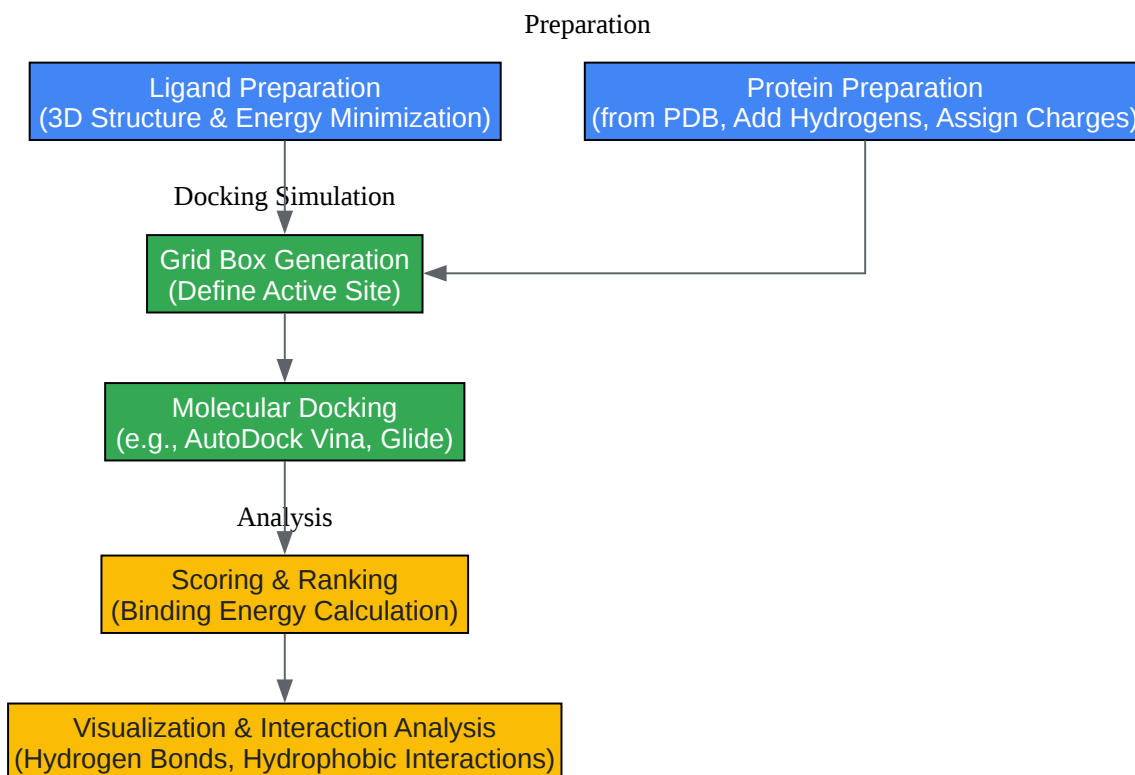 Preparation
Ligand Preparation
(3D Structure & Energy Minimization)
Protein Preparation
(from PDB, Add Hydrogens, Assign Charges)
Docking Simulation
Grid Box Generation
(Define Active Site)
Molecular Docking
(e.g., AutoDock Vina, Glide)
Analysis
Scoring & Ranking
(Binding Energy Calculation)
Visualization & Interaction Analysis
(Hydrogen Bonds, Hydrophobic Interactions)